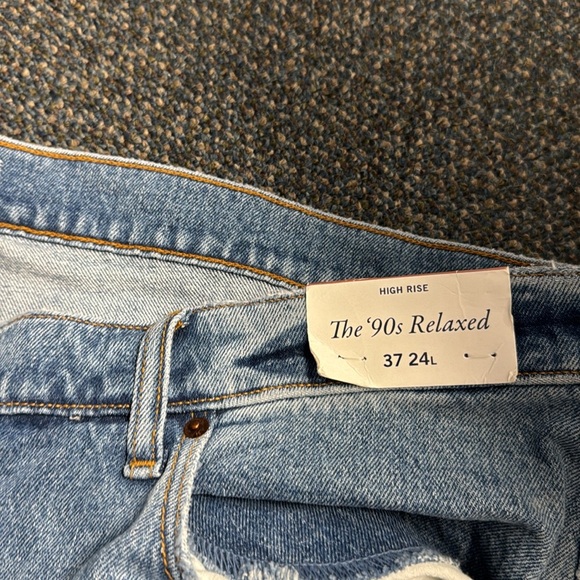 HIGH RISE
The ‘90s Relaxed
37 24L